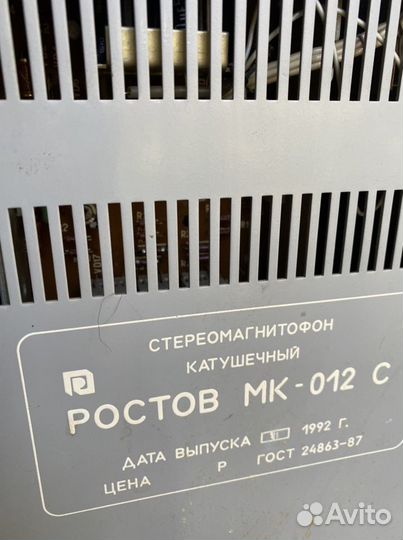 СТЕРЕОМАГНИТОФОН
КАТУШЕЧНЫЙ
РОСТОВ МК-012 С
ДАТА ВЫПУСКА 1992 Г.
ЦЕНА Р ГОСТ 24863-87
Avito